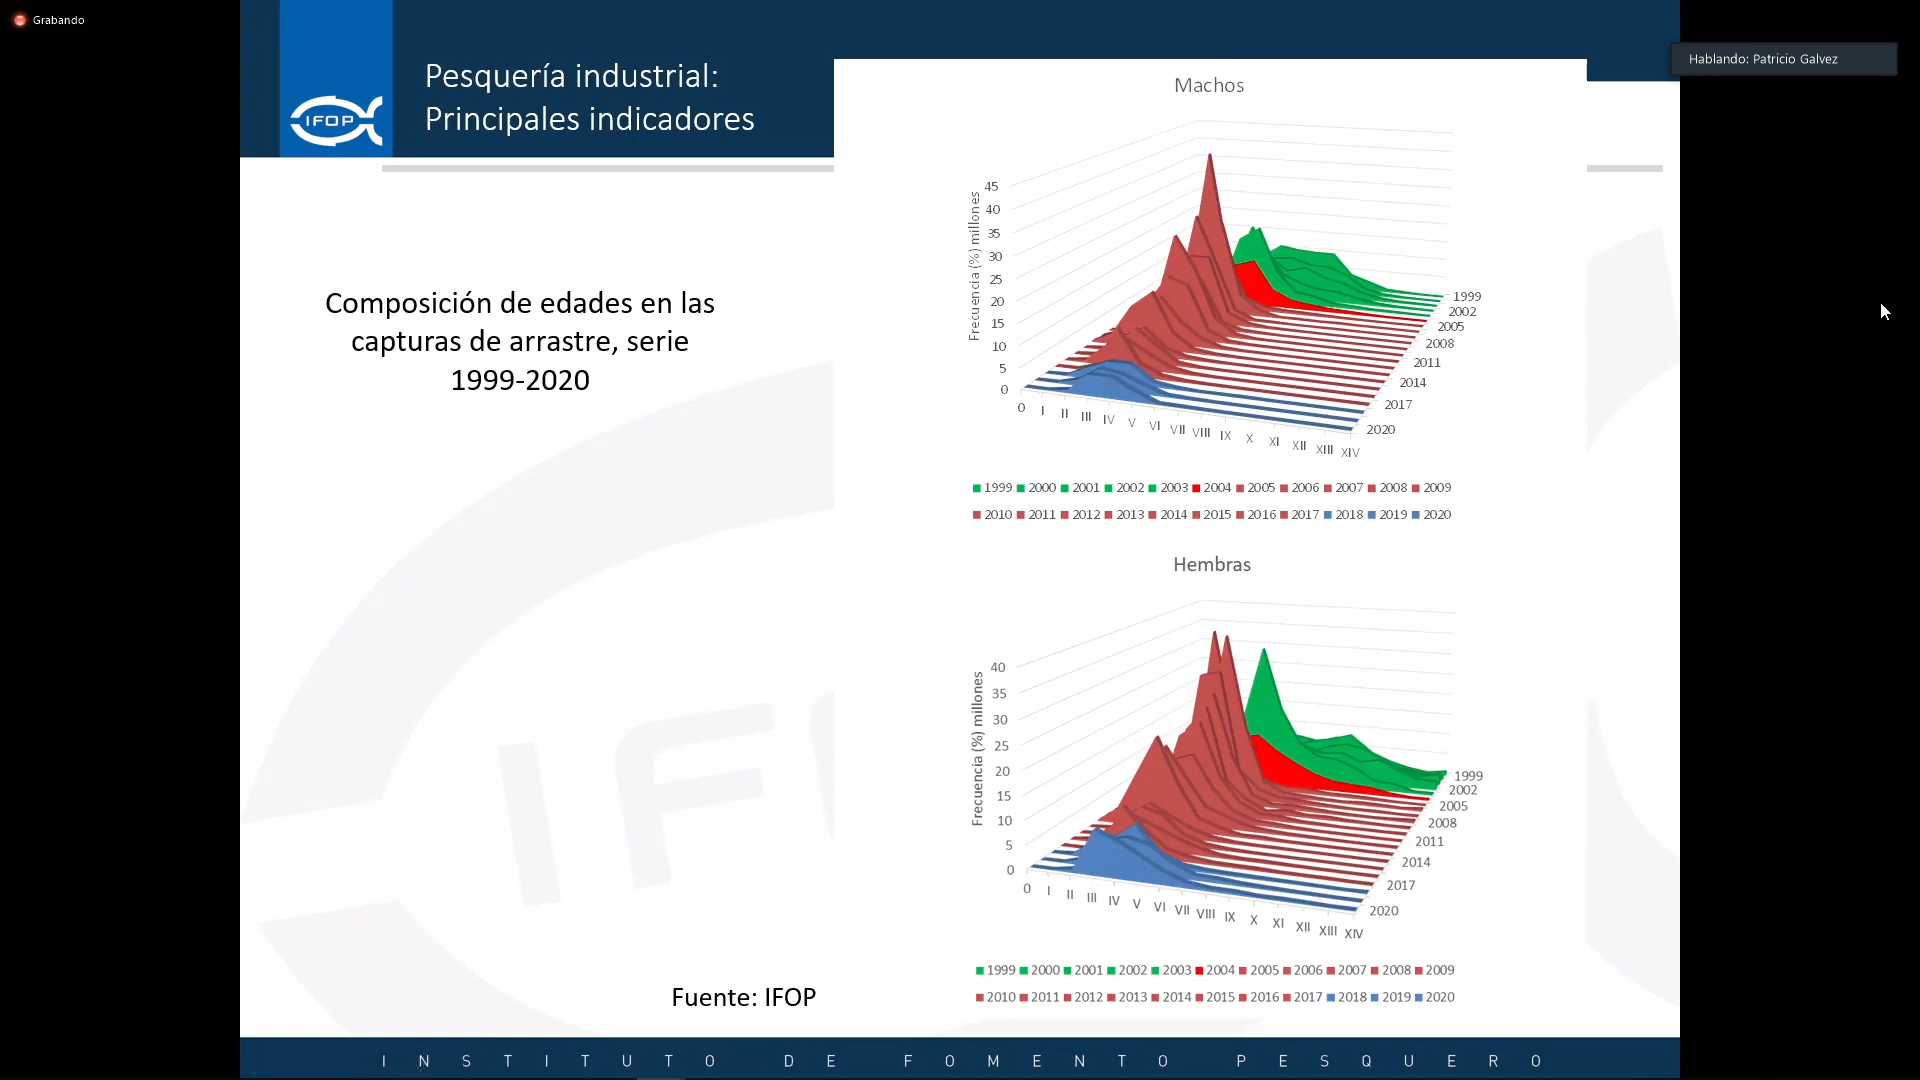 Grabando
Hablando: Patricio Galvez
IFOP
Pesquería industrial:
Principales indicadores
Composición de edades en las
capturas de arrastre, serie
1999-2020
Machos
Frecuencia (%) millones
45
40
35
30
25
20
15
10
5
0
0 I II III IV V VI VII VIII IX X XI XII XIII XIV
1999
2002
2005
2008
2011
2014
2017
2020
1999 2000 2001 2002 2003 2004 2005 2006 2007 2008 2009
2010 2011 2012 2013 2014 2015 2016 2017 2018 2019 2020
Hembras
Frecuencia (%) millones
40
35
30
25
20
15
10
5
0
0 I II III IV V VI VII VIII IX X XI XII XIII XIV
1999
2002
2005
2008
2011
2014
2017
2020
1999 2000 2001 2002 2003 2004 2005 2006 2007 2008 2009
2010 2011 2012 2013 2014 2015 2016 2017 2018 2019 2020
Fuente: IFOP
INSTITUTO DE FOMENTO PESQUERO